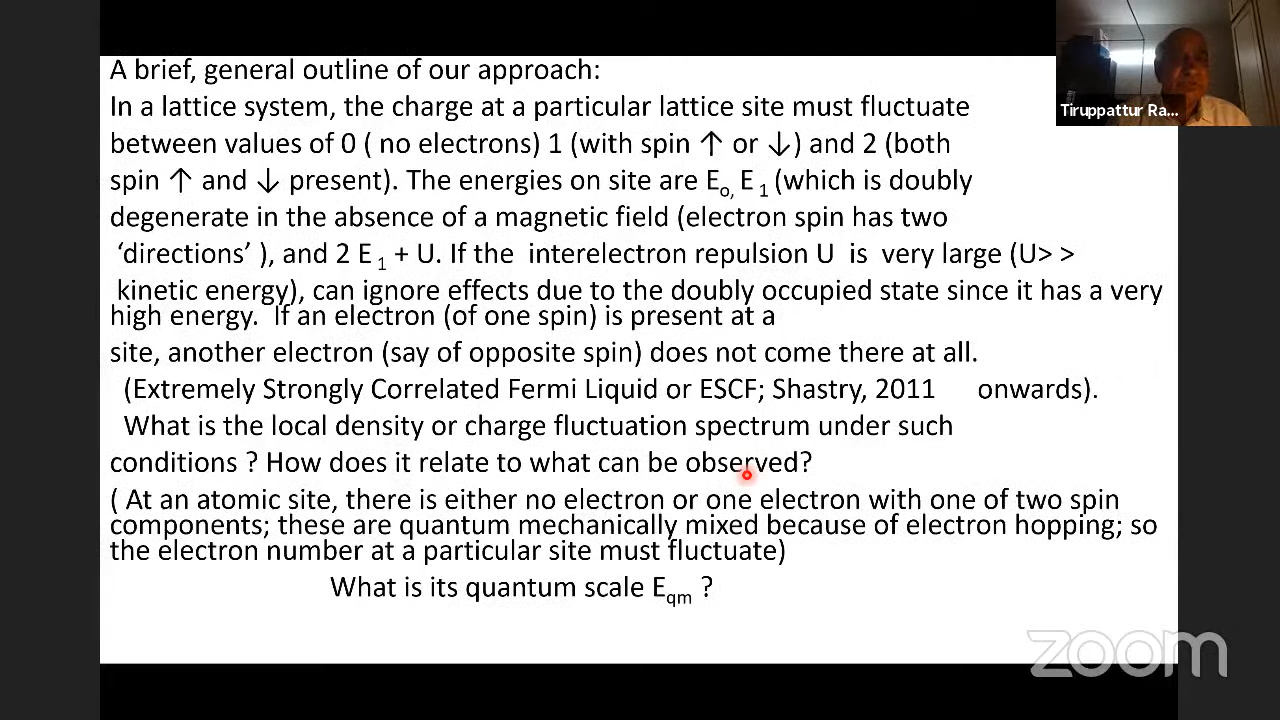 A brief, general outline of our approach:
In a lattice system, the charge at a particular lattice site must fluctuate
between values of 0 ( no electrons) 1 (with spin ↑ or ↓) and 2 (both
spin ↑ and ↓ present). The energies on site are Eo, E 1 (which is doubly
degenerate in the absence of a magnetic field (electron spin has two
‘directions’ ), and 2 E 1 + U. If the interelectron repulsion U is very large (U> >
kinetic energy), can ignore effects due to the doubly occupied state since it has a very
high energy. If an electron (of one spin) is present at a
site, another electron (say of opposite spin) does not come there at all.
(Extremely Strongly Correlated Fermi Liquid or ESCF; Shastry, 2011 onwards).
What is the local density or charge fluctuation spectrum under such
conditions ? How does it relate to what can be observed?
( At an atomic site, there is either no electron or one electron with one of two spin
components; these are quantum mechanically mixed because of electron hopping; so
the electron number at a particular site must fluctuate)
What is its quantum scale Eqm ?
Tiruppattur Ra...
zoom